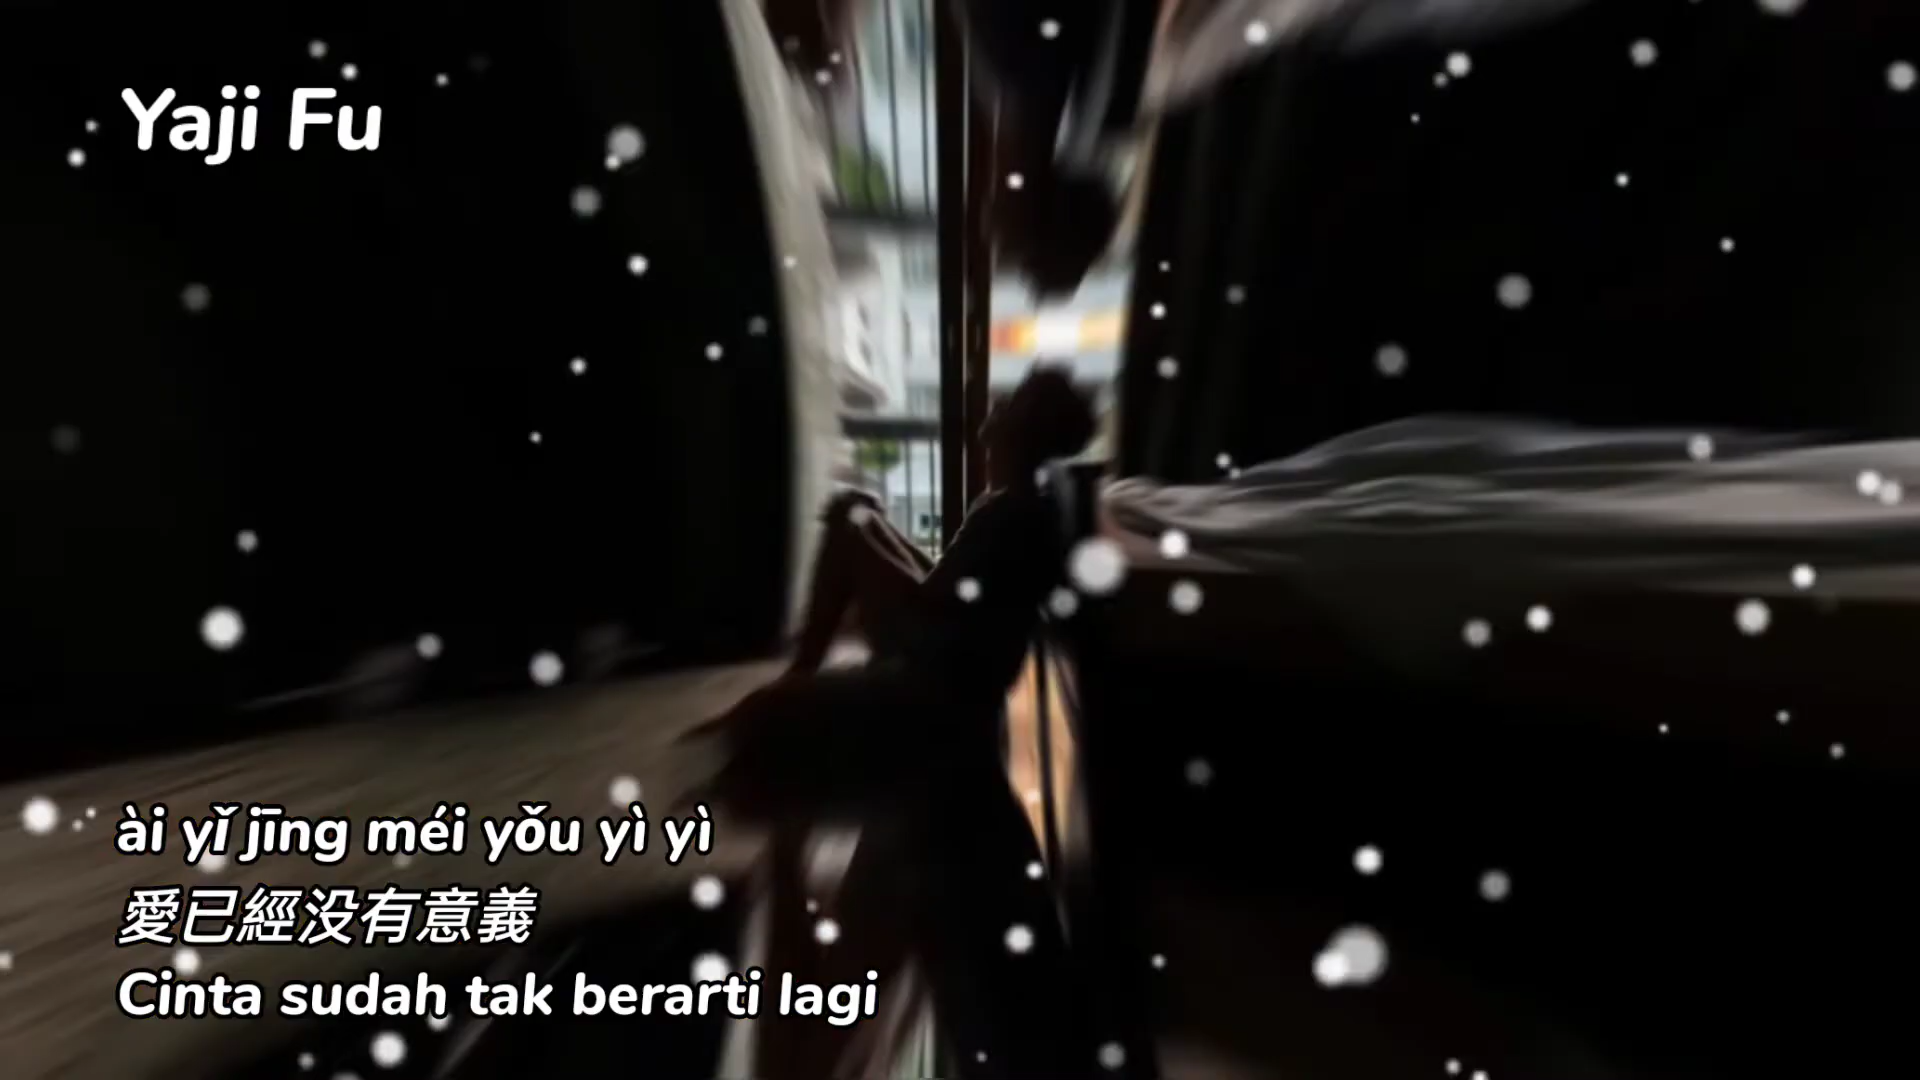 Yaji Fu
ài yǐ jīng méi yǒu yì yì
愛已經没有意義
Cinta sudah tak berarti lagi